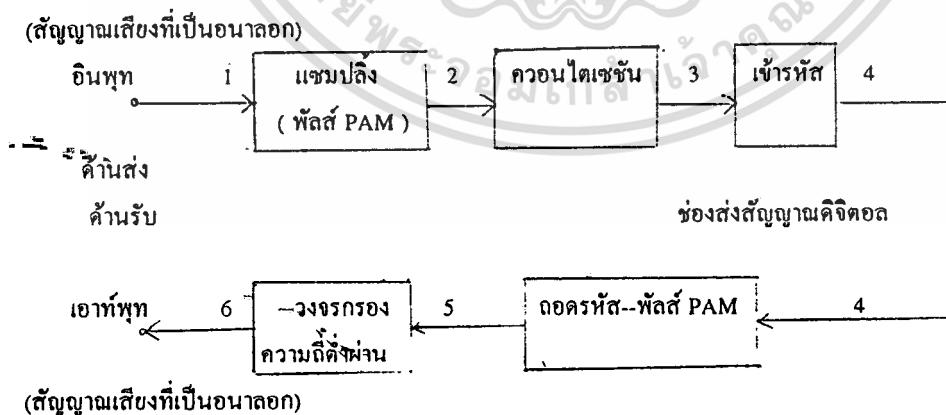 (สัญญาณเสียงที่เป็นอนาลอก)
อินพุท 1 แซมปลิ้ง 2 ควอนไตเซชัน 3 เข้ารหัส 4
( พัลส์ PAM )
ด้านส่ง
ด้านรับ ช่องส่งสัญญาณดิจิตอล
เอาท์พุท 6 –วงจรกรอง 5 ถอดรหัส--พัลส์ PAM 4
ความถี่ต่ำผ่าน
(สัญญาณเสียงที่เป็นอนาลอก)